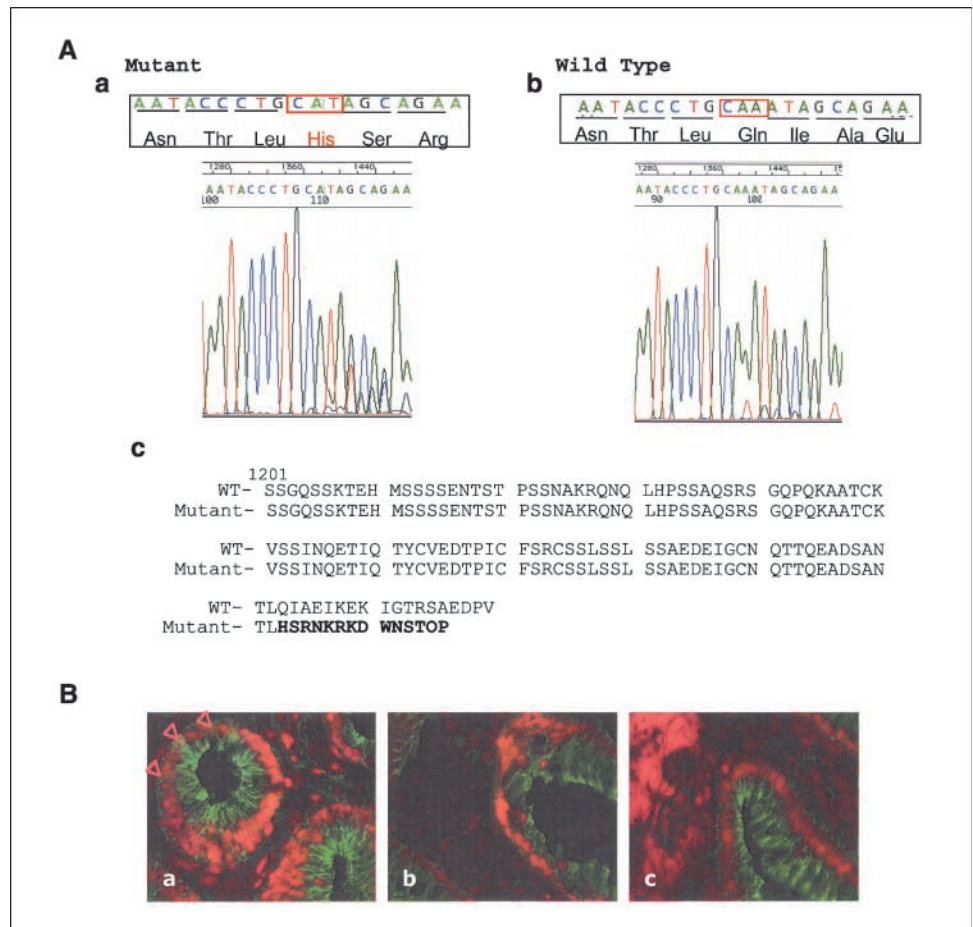 A
Mutant
a
AATACCCTGCATAGCAGAA
Asn Thr Leu His Ser Arg
1280 1360 1440
AATACCCTGCATAGCAGAA
100 110
Wild Type
b
AATACCCTGCAAATAGCAGAA
Asn Thr Leu Gln Ile Ala Glu
1280 1360 1440
AATACCCTGCAAATAGCAGAA
90 100
c
1201
WT- SSGQSSKTEH MSSSSENTST PSSNAKRQNQ LHPSSAQSRS GQPQKAATCK
Mutant- SSGQSSKTEH MSSSSENTST PSSNAKRQNQ LHPSSAQSRS GQPQKAATCK
WT- VSSINQETIQ TYCVEDTPIC FSRCSSLSSL SSAEDEIGCN QTTQEADSAN
Mutant- VSSINQETIQ TYCVEDTPIC FSRCSSLSSL SSAEDEIGCN QTTQEADSAN
WT- TLQIAEIKEK IGTRSAEDPV
Mutant- TLHSRNKRKD WNSTOP
B
a
b
c